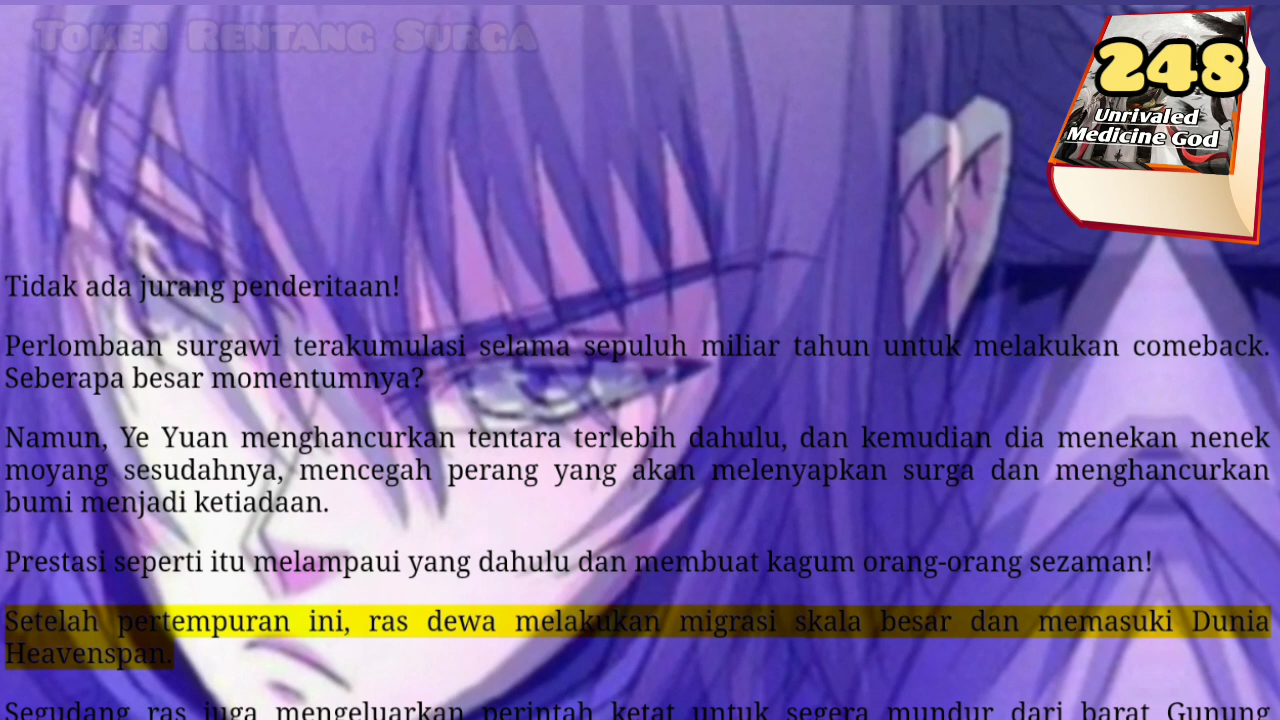 Token Rentang Surga
248
Unrivaled
Medicine God
Tidak ada jurang penderitaan!
Perlombaan surgawi terakumulasi selama sepuluh miliar tahun untuk melakukan comeback.
Seberapa besar momentumnya?
Namun, Ye Yuan menghancurkan tentara terlebih dahulu, dan kemudian dia menekan nenek
moyang sesudahnya, mencegah perang yang akan melenyapkan surga dan menghancurkan
bumi menjadi ketiadaan.
Prestasi seperti itu melampaui yang dahulu dan membuat kagum orang-orang sezaman!
Setelah pertempuran ini, ras dewa melakukan migrasi skala besar dan memasuki Dunia
Heavenspan.
Segudang ras juga mengeluarkan perintah ketat untuk segera mundur dari barat Gunung